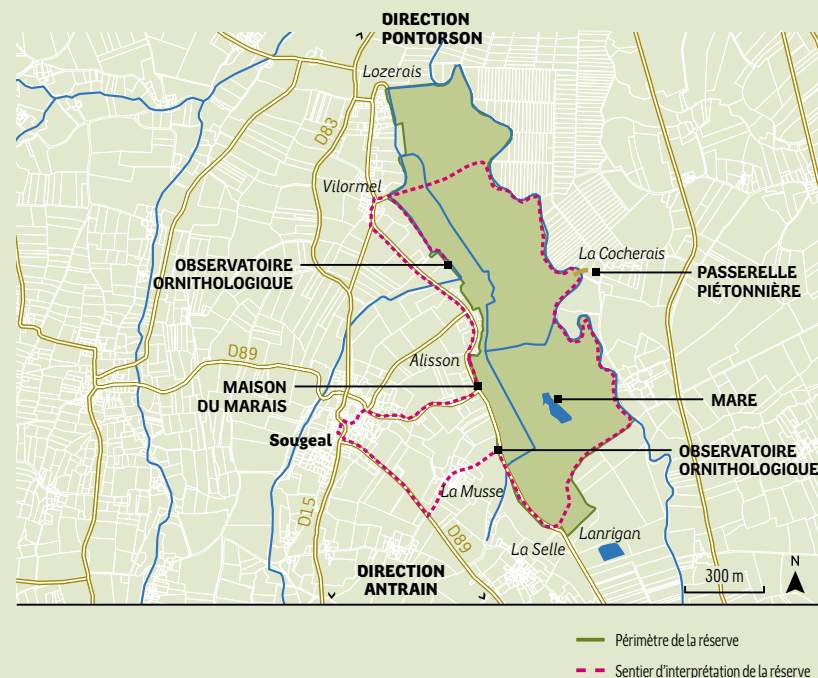 DIRECTION
PONTORSON
Lozerais
D83
Vilormel
La Cocherais
OBSERVATOIRE
ORNITHOLOGIQUE
PASSERELLE
PIÉTONNIÈRE
D89
Alisson
MAISON
DU MARAIS
MARE
Sougeal
OBSERVATOIRE
ORNITHOLOGIQUE
La Musse
D15
D89
La Selle
Lanrigan
DIRECTION
ANTRAIN
300 m
N
Périmètre de la réserve
Sentier d'interprétation de la réserve